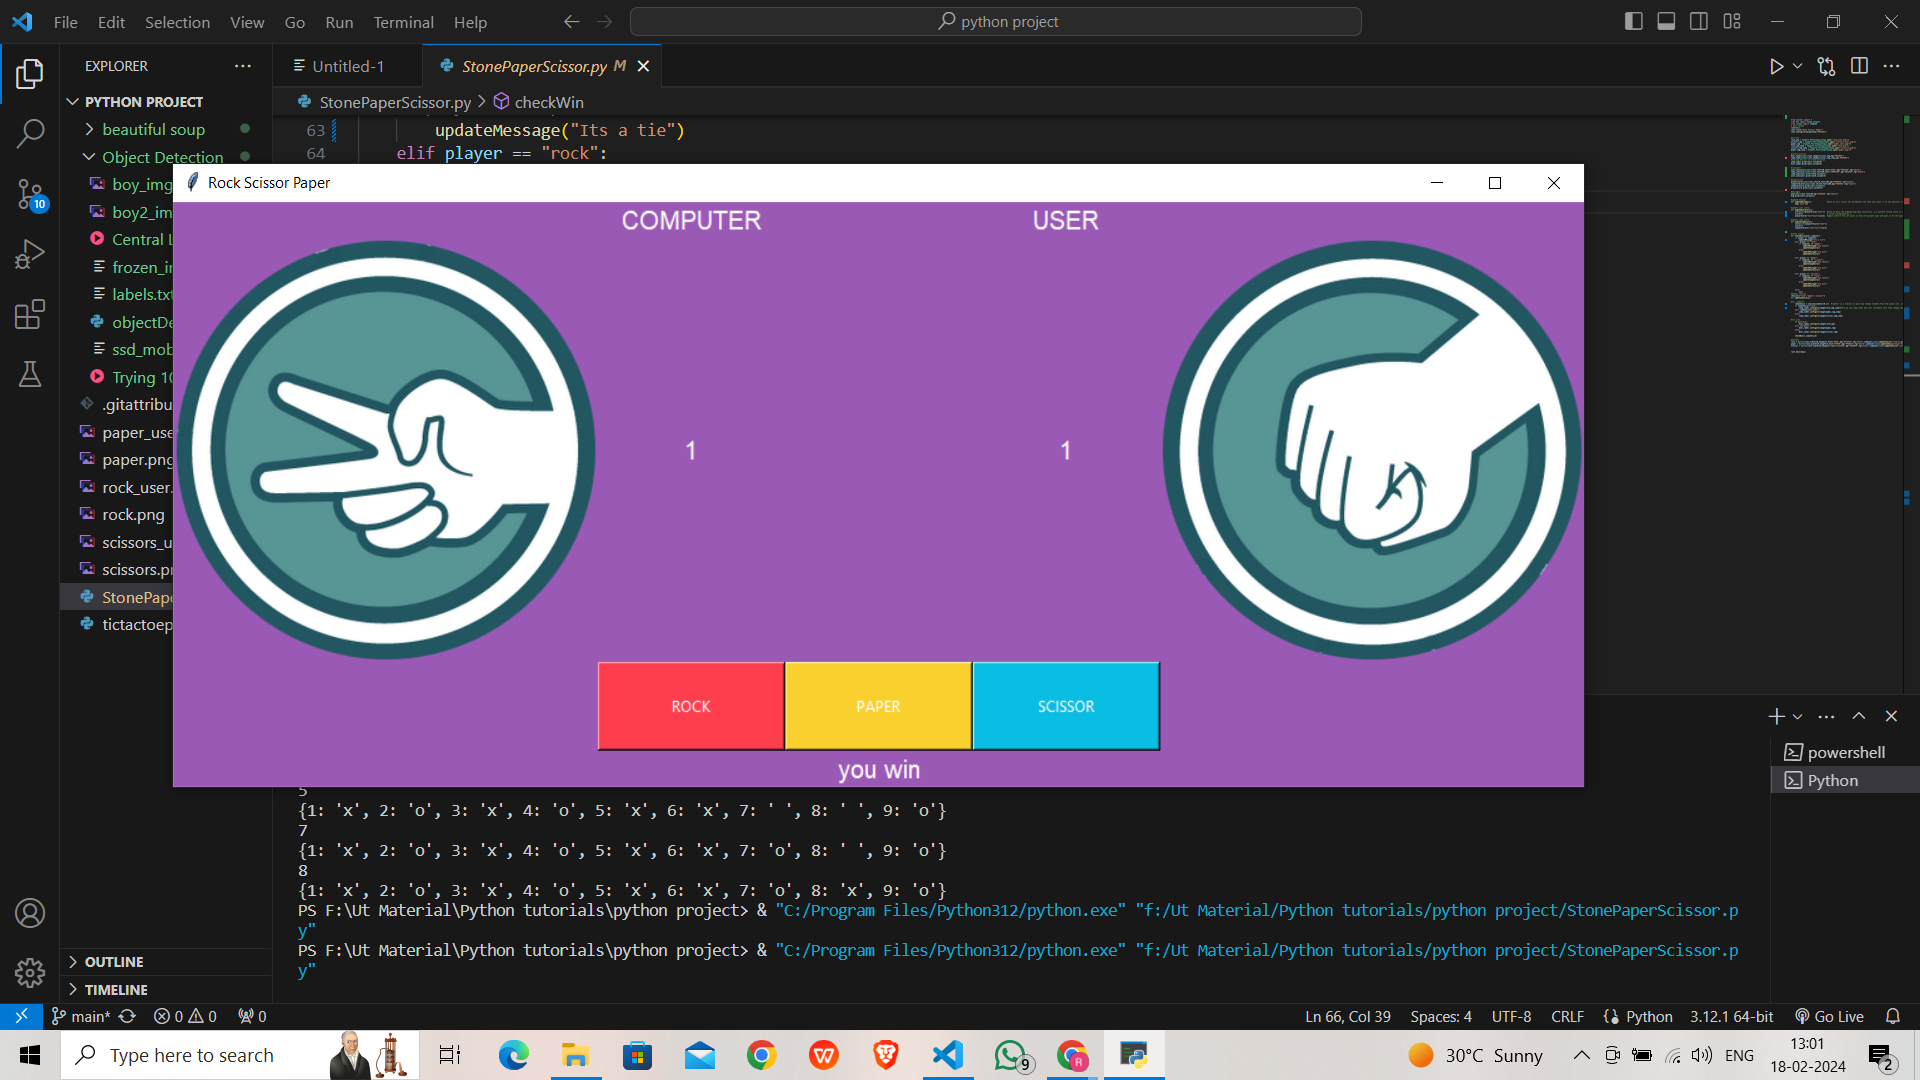 File Edit Selection View Go Run Terminal Help
python project
EXPLORER
Untitled-1
StonePaperScissor.py M
PYTHON PROJECT
StonePaperScissor.py > checkWin
beautiful soup
63 updateMessage("Its a tie")
Object Detection
64 elif player == "rock":
boy_img
boy2_im
Central L
frozen_in
labels.txt
objectDe
ssd_mob
Trying 10
.gitattribu
paper_use
paper.png
rock_user.
rock.png
scissors_u
scissors.p
StonePape
tictactoep
10
Rock Scissor Paper
COMPUTER
USER
1
1
ROCK
PAPER
SCISSOR
you win
powershell
Python
5
{1: 'x', 2: 'o', 3: 'x', 4: 'o', 5: 'x', 6: 'x', 7: ' ', 8: ' ', 9: 'o'}
7
{1: 'x', 2: 'o', 3: 'x', 4: 'o', 5: 'x', 6: 'x', 7: 'o', 8: ' ', 9: 'o'}
8
{1: 'x', 2: 'o', 3: 'x', 4: 'o', 5: 'x', 6: 'x', 7: 'o', 8: 'x', 9: 'o'}
PS F:\Ut Material\Python tutorials\python project> & "C:/Program Files/Python312/python.exe" "f:/Ut Material/Python tutorials/python project/StonePaperScissor.p
y"
PS F:\Ut Material\Python tutorials\python project> & "C:/Program Files/Python312/python.exe" "f:/Ut Material/Python tutorials/python project/StonePaperScissor.p
y"
OUTLINE
TIMELINE
main* 0 0 0
Ln 66, Col 39 Spaces: 4 UTF-8 CRLF Python 3.12.1 64-bit Go Live
Type here to search
9
R
30°C Sunny
ENG
13:01
18-02-2024
2